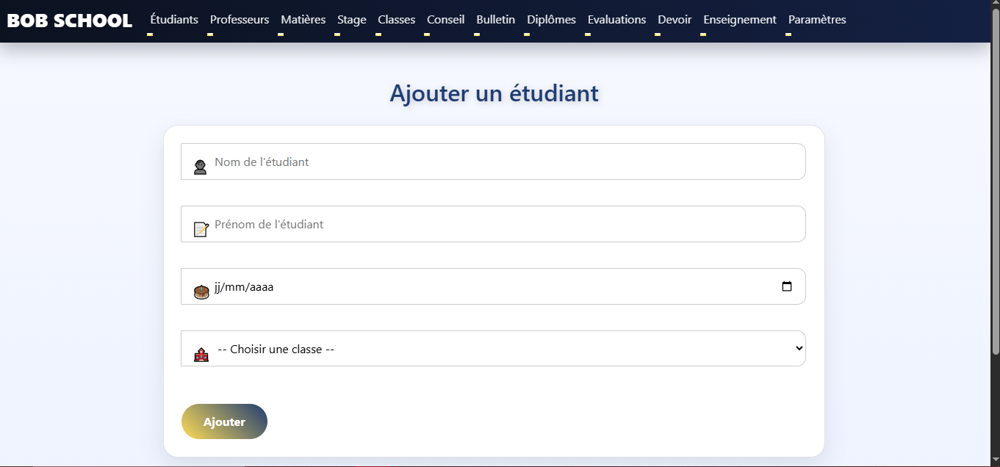 BOB SCHOOL Étudiants Professeurs Matières Stage Classes Conseil Bulletin Diplômes Evaluations Devoir Enseignement Paramètres
Ajouter un étudiant
Nom de l'étudiant
Prénom de l'étudiant
jj/mm/aaaa
-- Choisir une classe --
Ajouter